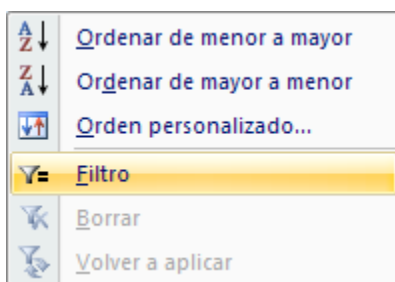 Ordenar de menor a mayor
Ordenar de mayor a menor
Orden personalizado...
Filtro
Borrar
Volver a aplicar